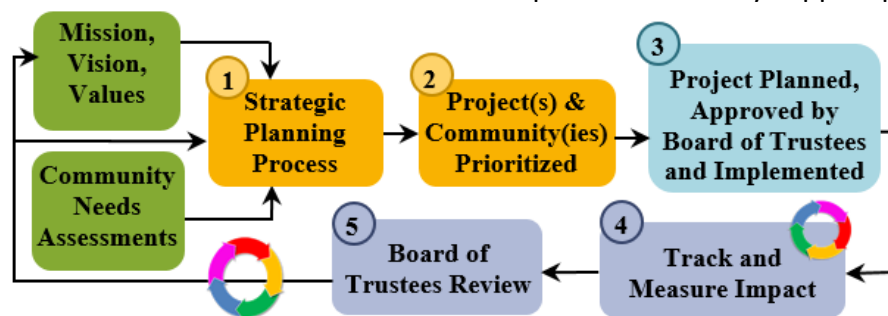 Mission,
Vision,
Values
1
Strategic
Planning
Process
2
Project(s) &
Community(ies)
Prioritized
3
Project Planned,
Approved by
Board of Trustees
and Implemented
Community
Needs
Assessments
5
Board of
Trustees Review
4
Track and
Measure Impact